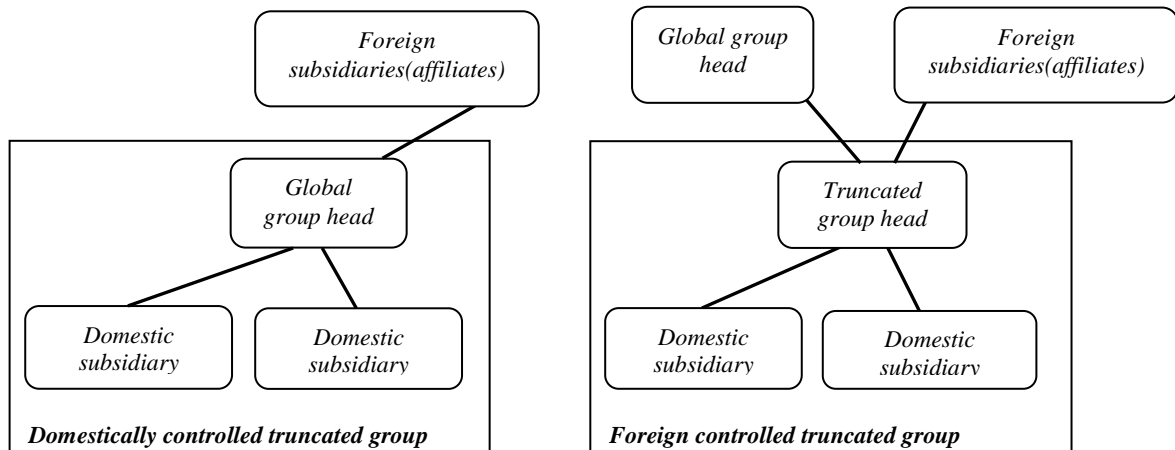 Foreign
subsidiaries(affiliates)
Global
group head
Domestic
subsidiary
Domestic
subsidiary
Domestically controlled truncated group
Global group
head
Foreign
subsidiaries(affiliates)
Truncated
group head
Domestic
subsidiary
Domestic
subsidiary
Foreign controlled truncated group